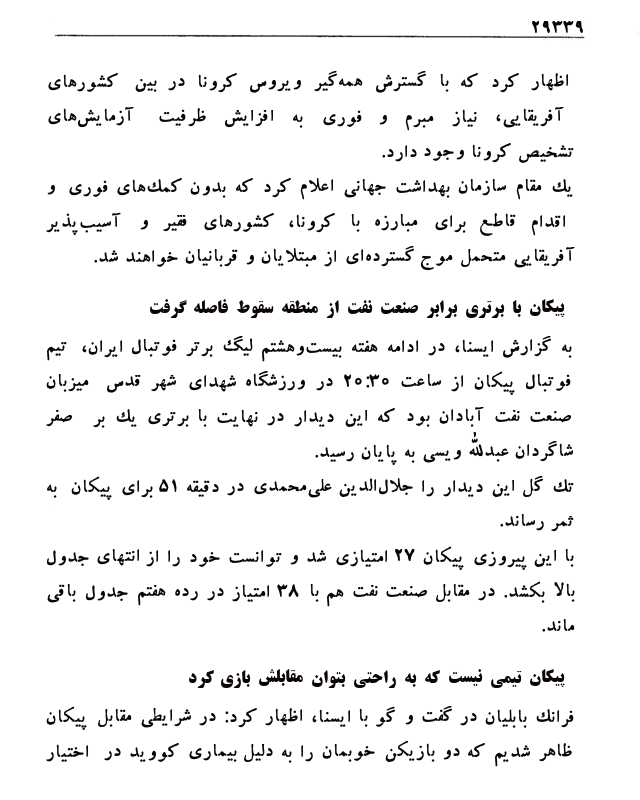 ۲۹۳۳۹
اظهار کرد که با گسترش همه‌گیر ویروس کرونا در بین کشورهای
آفریقایی، نیاز مبرم و فوری به افزایش ظرفیت آزمایش‌های
تشخیص کرونا وجود دارد.
یك مقام سازمان بهداشت جهانی اعلام کرد که بدون کمك‌های فوری و
اقدام قاطع برای مبارزه با کرونا، کشورهای فقیر و آسیب‌پذیر
آفریقایی متحمل موج گسترده‌ای از مبتلایان و قربانیان خواهند شد.
پیکان با برتری برابر صنعت نفت از منطقه سقوط فاصله گرفت
به گزارش ایسنا، در ادامه هفته بیست‌وهشتم لیگ برتر فوتبال ایران، تیم
فوتبال پیکان از ساعت ۲۰:۳۰ در ورزشگاه شهدای شهر قدس میزبان
صنعت نفت آبادان بود که این دیدار در نهایت با برتری یك بر صفر
شاگردان عبدالله ویسی به پایان رسید.
تك گل این دیدار را جلال‌الدین علی‌محمدی در دقیقه ۵۱ برای پیکان به
ثمر رساند.
با این پیروزی پیکان ۲۷ امتیازی شد و توانست خود را از انتهای جدول
بالا بکشد. در مقابل صنعت نفت هم با ۳۸ امتیاز در رده هفتم جدول باقی
ماند.
پیکان تیمی نیست که به راحتی بتوان مقابلش بازی کرد
فرانك بابلیان در گفت و گو با ایسنا، اظهار کرد: در شرایطی مقابل پیکان
ظاهر شدیم که دو بازیکن خوبمان را به دلیل بیماری کووید در اختیار